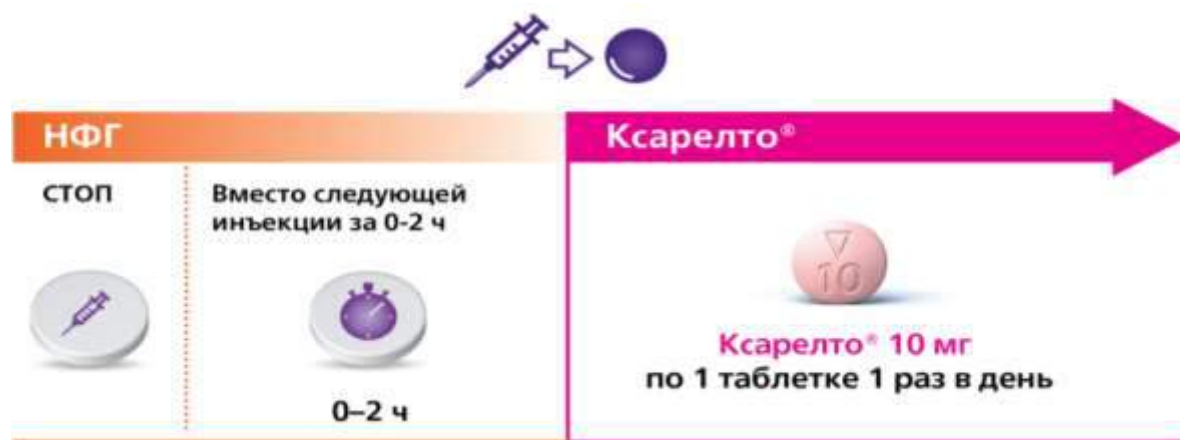 НФГ
Ксарелто®
СТОП
Вместо следующей
инъекции за 0-2 ч
0–2 ч
10
Ксарелто® 10 мг
по 1 таблетке 1 раз в день